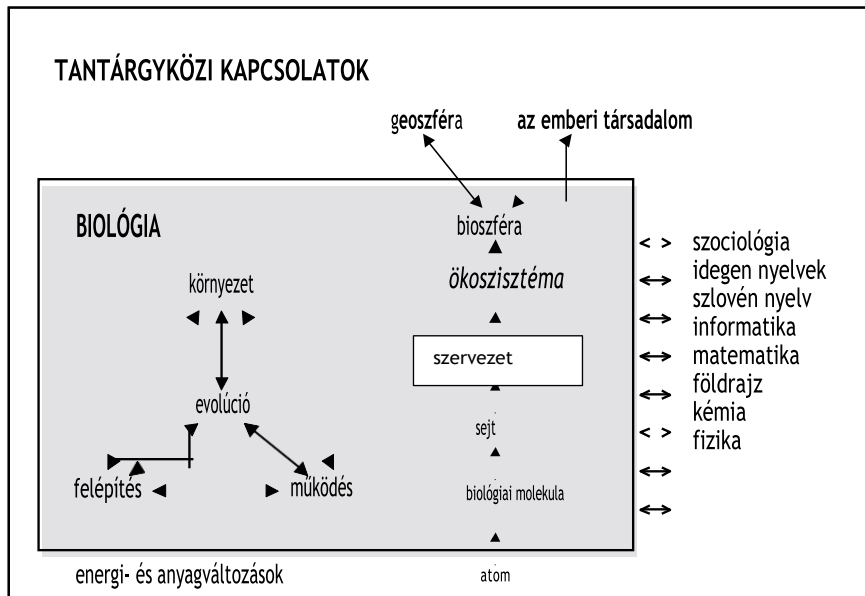 TANTÁRGYKÖZI KAPCSOLATOK
geoszféra az emberi társadalom
BIOLÓGIA
bioszféra
ökoszisztéma
környezet
szervezet
evolúció
sejt
felépítés
működés
biológiai molekula
energi- és anyagváltozások
atom
szociológia
idegen nyelvek
szlovén nyelv
informatika
matematika
földrajz
kémia
fizika